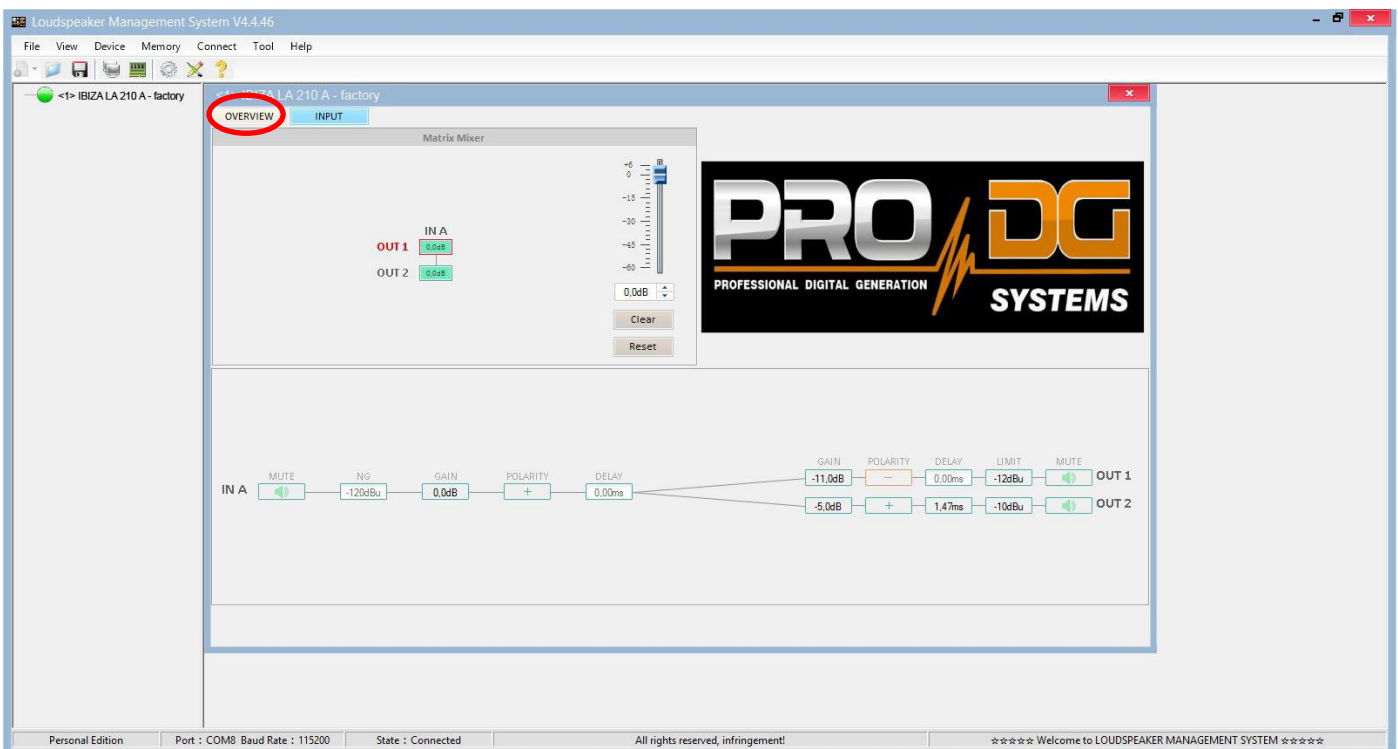 Loudspeaker Management System V4.4.46
File View Device Memory Connect Tool Help
<1> IBIZA LA 210 A - factory
<1> IBIZA LA 210 A - factory
OVERVIEW INPUT
Matrix Mixer
+6
0
-15
-30
-45
-60
IN A
OUT 1 0,0dB
OUT 2 0,0dB
0,0dB
Clear
Reset
PRO DG
PROFESSIONAL DIGITAL GENERATION
SYSTEMS
GAIN POLARITY DELAY LIMIT MUTE
-11,0dB - 0,00ms -12dBu OUT 1
MUTE NG GAIN POLARITY DELAY
IN A -120dBu 0,0dB + 0,00ms
-5,0dB + 1,47ms -10dBu OUT 2
Personal Edition Port : COM8 Baud Rate : 115200 State : Connected All rights reserved, infringement! ☆☆☆☆☆ Welcome to LOUDSPEAKER MANAGEMENT SYSTEM ☆☆☆☆☆